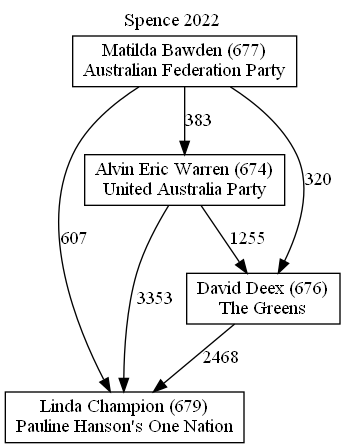 Spence 2022
Matilda Bawden (677)
Australian Federation Party
383
Alvin Eric Warren (674)
United Australia Party
320
607
3353
1255
David Deex (676)
The Greens
2468
Linda Champion (679)
Pauline Hanson's One Nation